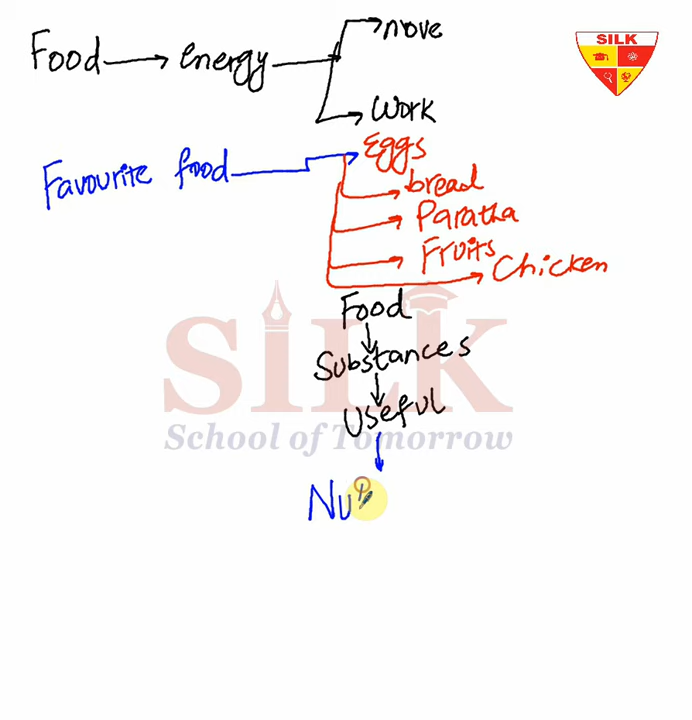 Food → energy → move
work
Favourite food → Eggs
bread
Paratha
Fruits
Chicken
Food
Substances
Useful
Nu
SILK
SiLK
School of Tomorrow